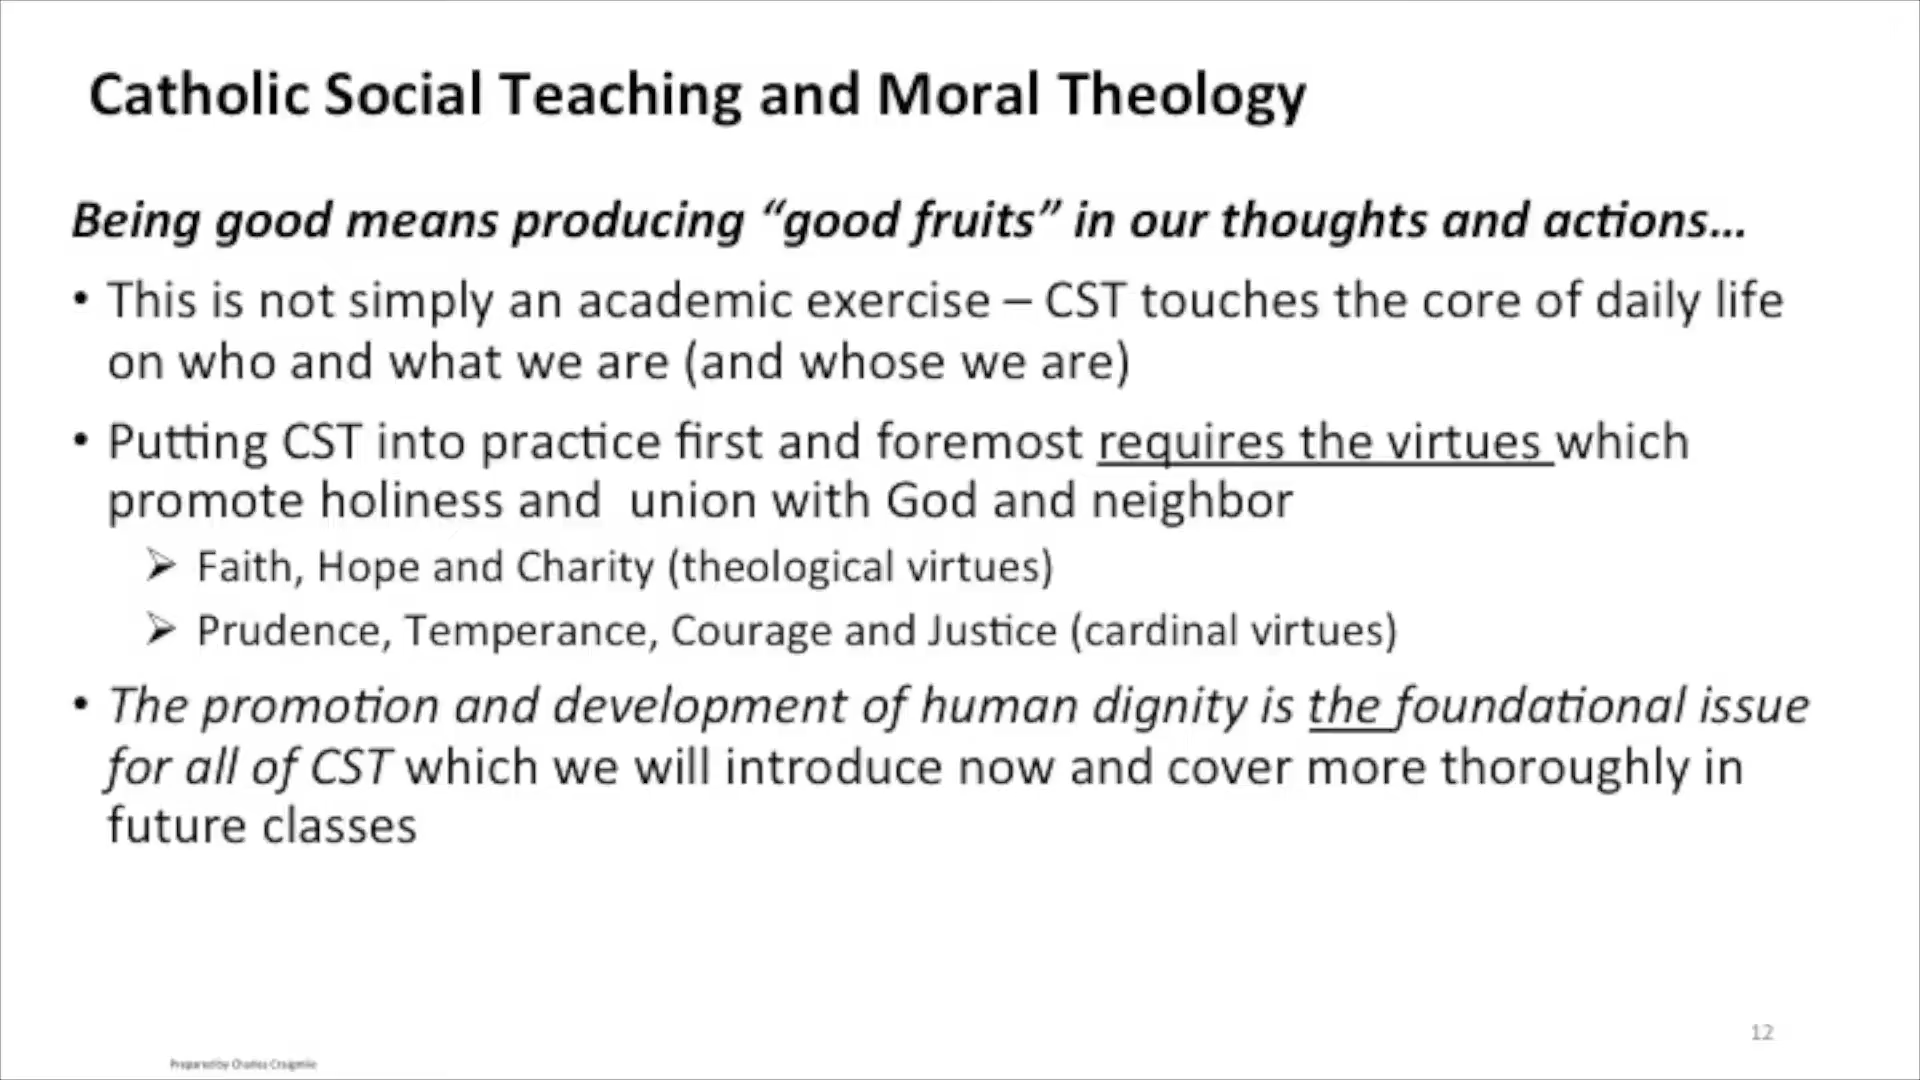 Catholic Social Teaching and Moral Theology
Being good means producing “good fruits” in our thoughts and actions...
• This is not simply an academic exercise – CST touches the core of daily life
on who and what we are (and whose we are)
• Putting CST into practice first and foremost requires the virtues which
promote holiness and union with God and neighbor
➢ Faith, Hope and Charity (theological virtues)
➢ Prudence, Temperance, Courage and Justice (cardinal virtues)
• The promotion and development of human dignity is the foundational issue
for all of CST which we will introduce now and cover more thoroughly in
future classes
12
Prepared by Charles Craigmile